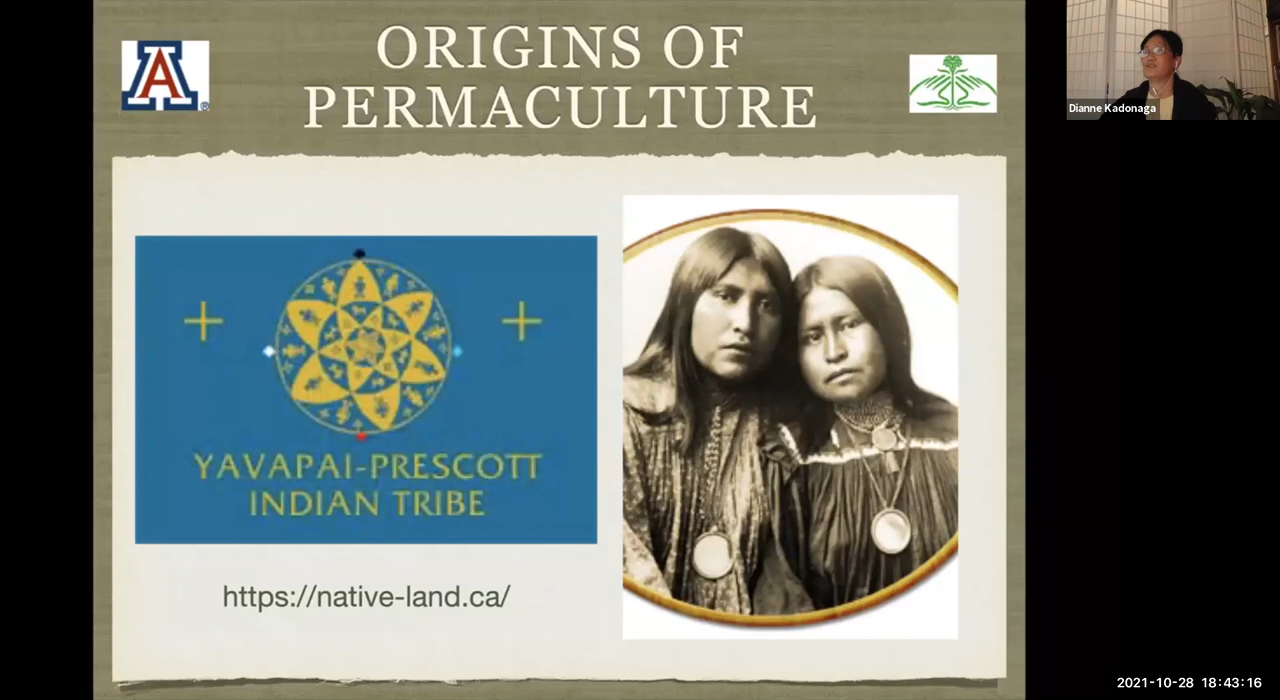 ORIGINS OF
PERMACULTURE
A
®
Dianne Kadonaga
YAVAPAI-PRESCOTT
INDIAN TRIBE
https://native-land.ca/
2021-10-28 18:43:16